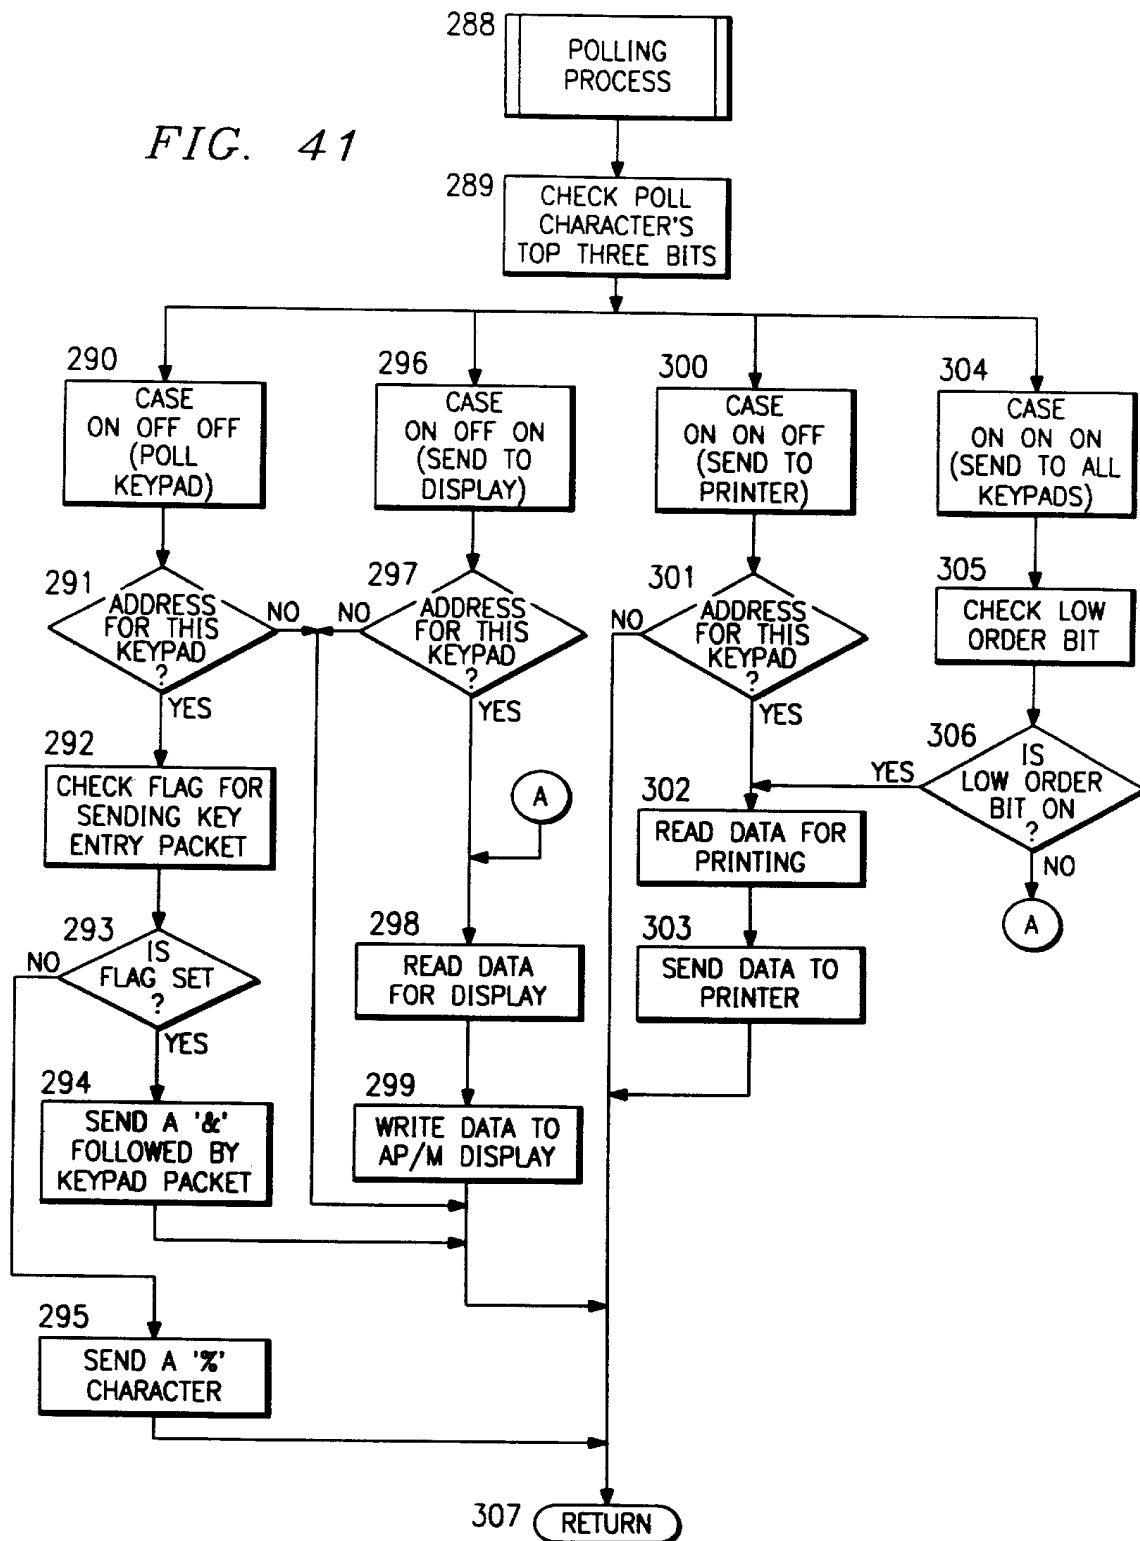 288
POLLING
PROCESS
FIG. 41
289
CHECK POLL
CHARACTER'S
TOP THREE BITS
290
CASE
ON OFF OFF
(POLL
KEYPAD)
296
CASE
ON OFF ON
(SEND TO
DISPLAY)
300
CASE
ON ON OFF
(SEND TO
PRINTER)
304
CASE
ON ON ON
(SEND TO ALL
KEYPADS)
291
ADDRESS
FOR THIS
KEYPAD
?
NO
YES
297
ADDRESS
FOR THIS
KEYPAD
?
NO
YES
301
ADDRESS
FOR THIS
KEYPAD
?
NO
YES
305
CHECK LOW
ORDER BIT
292
CHECK FLAG FOR
SENDING KEY
ENTRY PACKET
A
306
IS
LOW ORDER
BIT ON
?
YES
NO
A
302
READ DATA FOR
PRINTING
293
IS
FLAG SET
?
NO
YES
298
READ DATA
FOR DISPLAY
303
SEND DATA TO
PRINTER
294
SEND A '&'
FOLLOWED BY
KEYPAD PACKET
299
WRITE DATA TO
AP/M DISPLAY
295
SEND A '%'
CHARACTER
307
RETURN